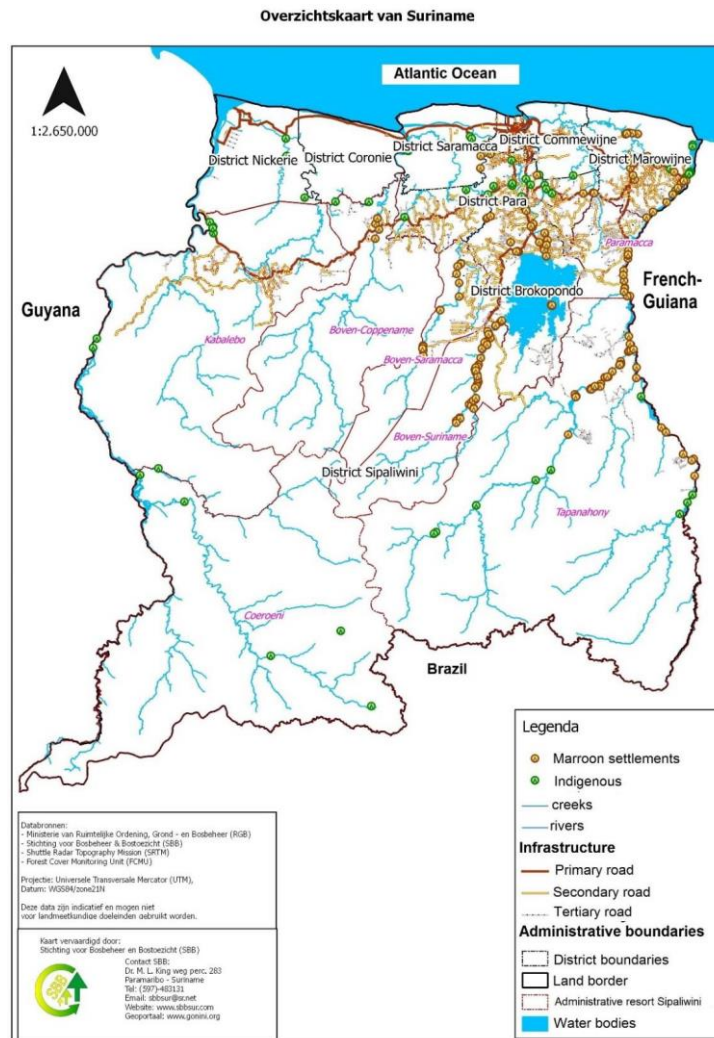 Overzichtskaart van Suriname
Atlantic Ocean
1:2.650.000
District Nickerie
District Coronie
District Saramacca
District Commewijne
District Marowijne
District Para
Paramacca
Guyana
French-
Guiana
District Brokopondo
Kabalebo
Boven-Coppename
Boven-Saramacca
Boven-Suriname
District Sipaliwini
Tapanahony
Coeroeni
Brazil
Legenda
Marroon settlements
Indigenous
creeks
rivers
Infrastructure
Primary road
Secondary road
Tertiary road
Administrative boundaries
District boundaries
Land border
Administrative resort Sipaliwini
Water bodies
Databronnen:
- Ministerie van Ruimtelijke Ordening, Grond - en Bosbeheer (RGB)
- Stichting voor Bosbeheer & Bostoezicht (SBB)
- Shuttle Radar Topography Mission (SRTM)
- Forest Cover Monitoring Unit (FCMU)
Projectie: Universele Transversale Mercator (UTM),
Datum: WGS84/zone21N
Deze data zijn indicatief en mogen niet
voor landmeetkundige doeleinden gebruikt worden.
Kaart vervaardigd door:
Stichting voor Bosbeheer en Bostoezicht (SBB)
SBB
Contact SBB:
Dr. M. L. King weg perc. 283
Paramaribo - Suriname
Tel: (597)-483131
Email: sbbsur@sr.net
Website: www.sbbsur.com
Geoportaal: www.gonini.org